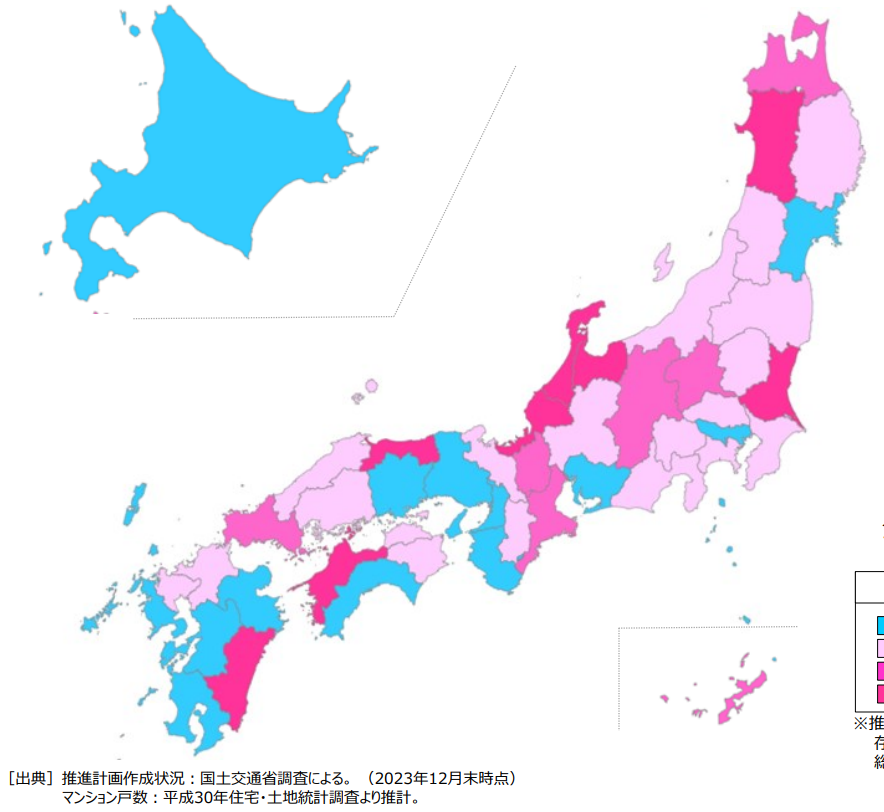 ※推
存
総
［出典］推進計画作成状況：国土交通省調査による。（2023年12月末時点）
マンション戸数：平成30年住宅・土地統計調査より推計。